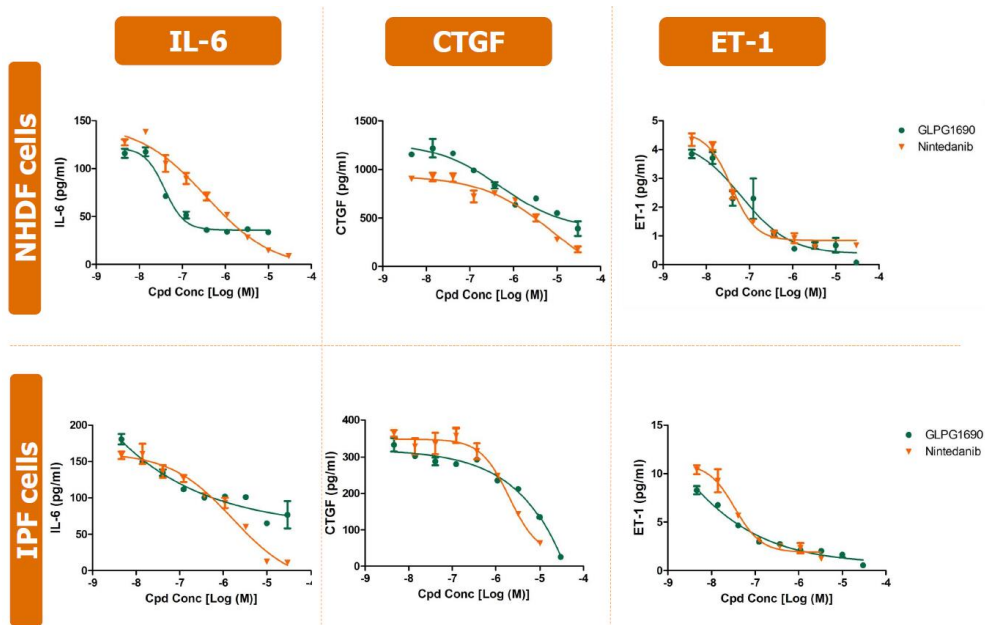 IL-6
CTGF
ET-1
NHDF cells
IL-6 (pg/ml)
150
100
50
0
-9 -8 -7 -6 -5 -4
Cpd Conc [Log (M)]
CTGF (pg/ml)
1500
1000
500
0
-9 -8 -7 -6 -5 -4
Cpd Conc [Log (M)]
ET-1 (pg/ml)
5
4
3
2
1
0
-9 -8 -7 -6 -5 -4
Cpd Conc [Log (M)]
GLPG1690
Nintedanib
IPF cells
IL-6 (pg/ml)
200
150
100
50
0
-9 -8 -7 -6 -5 -4
Cpd Conc [Log (M)]
CTGF (pg/ml)
400
300
200
100
0
-9 -8 -7 -6 -5 -4
Cpd Conc [Log (M)]
ET-1 (pg/ml)
15
10
5
0
-9 -8 -7 -6 -5 -4
Cpd Conc [Log (M)]
GLPG1690
Nintedanib